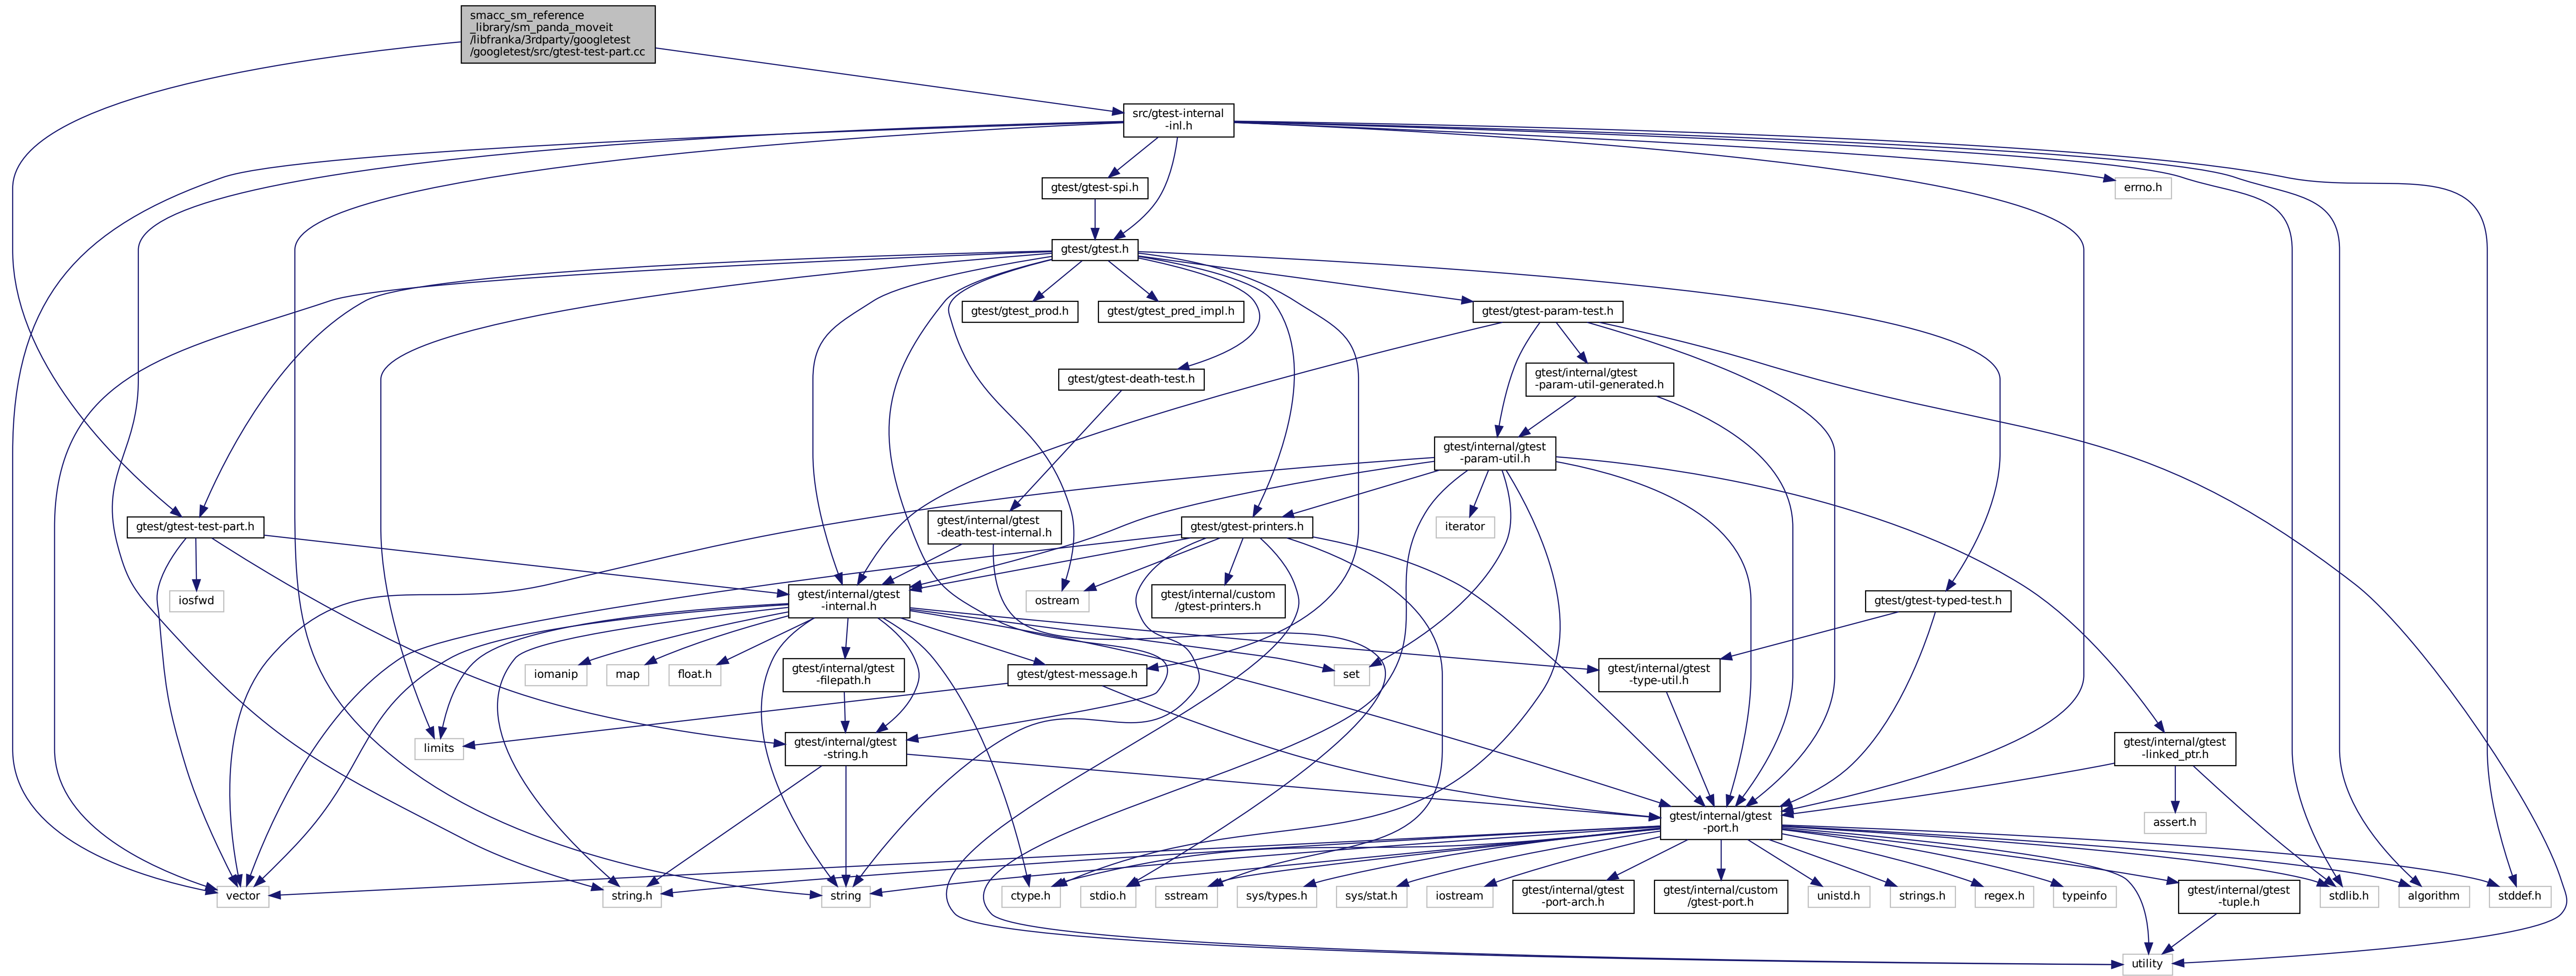 smacc_sm_reference
_library/sm_panda_moveit
/libfranka/3rdparty/googletest
/googletest/src/gtest-test-part.cc
src/gtest-internal
-inl.h
gtest/gtest-spi.h
errno.h
gtest/gtest.h
gtest/gtest_prod.h
gtest/gtest_pred_impl.h
gtest/gtest-param-test.h
gtest/gtest-death-test.h
gtest/internal/gtest
-param-util-generated.h
gtest/internal/gtest
-param-util.h
gtest/gtest-test-part.h
gtest/internal/gtest
-death-test-internal.h
gtest/gtest-printers.h
iterator
iosfwd
gtest/internal/gtest
-internal.h
ostream
gtest/internal/custom
/gtest-printers.h
gtest/gtest-typed-test.h
iomanip
map
float.h
gtest/internal/gtest
-filepath.h
gtest/gtest-message.h
set
gtest/internal/gtest
-type-util.h
limits
gtest/internal/gtest
-string.h
gtest/internal/gtest
-linked_ptr.h
gtest/internal/gtest
-port.h
assert.h
vector
string.h
string
ctype.h
stdio.h
sstream
sys/types.h
sys/stat.h
iostream
gtest/internal/gtest
-port-arch.h
gtest/internal/custom
/gtest-port.h
unistd.h
strings.h
regex.h
typeinfo
gtest/internal/gtest
-tuple.h
stdlib.h
algorithm
stddef.h
utility